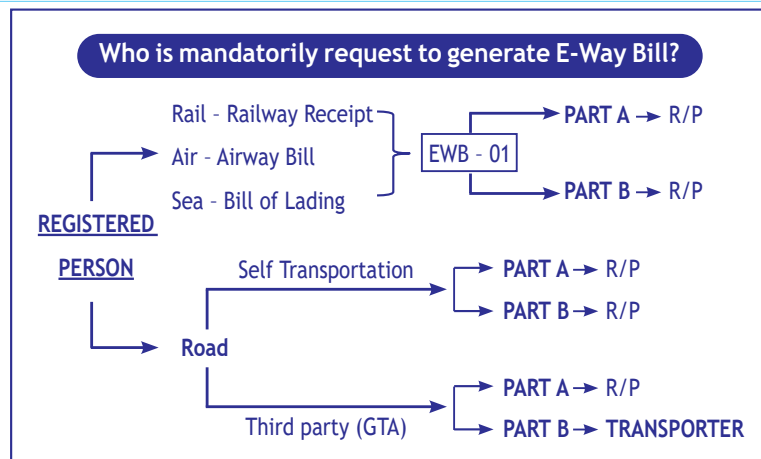 Who is mandatorily request to generate E-Way Bill?
Rail - Railway Receipt
Air - Airway Bill
Sea - Bill of Lading
EWB - 01
PART A → R/P
PART B → R/P
REGISTERED
PERSON
Self Transportation
PART A → R/P
PART B → R/P
Road
Third party (GTA)
PART A → R/P
PART B → TRANSPORTER